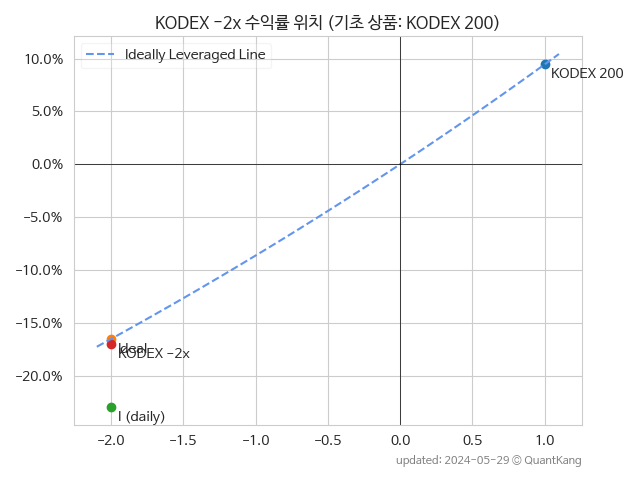 KODEX -2x 수익률 위치 (기초 상품: KODEX 200)
Ideally Leveraged Line
10.0%
5.0%
0.0%
-5.0%
-10.0%
-15.0%
-20.0%
KODEX 200
Ideal
KODEX -2x
I (daily)
-2.0 -1.5 -1.0 -0.5 0.0 0.5 1.0
updated: 2024-05-29 © QuantKang